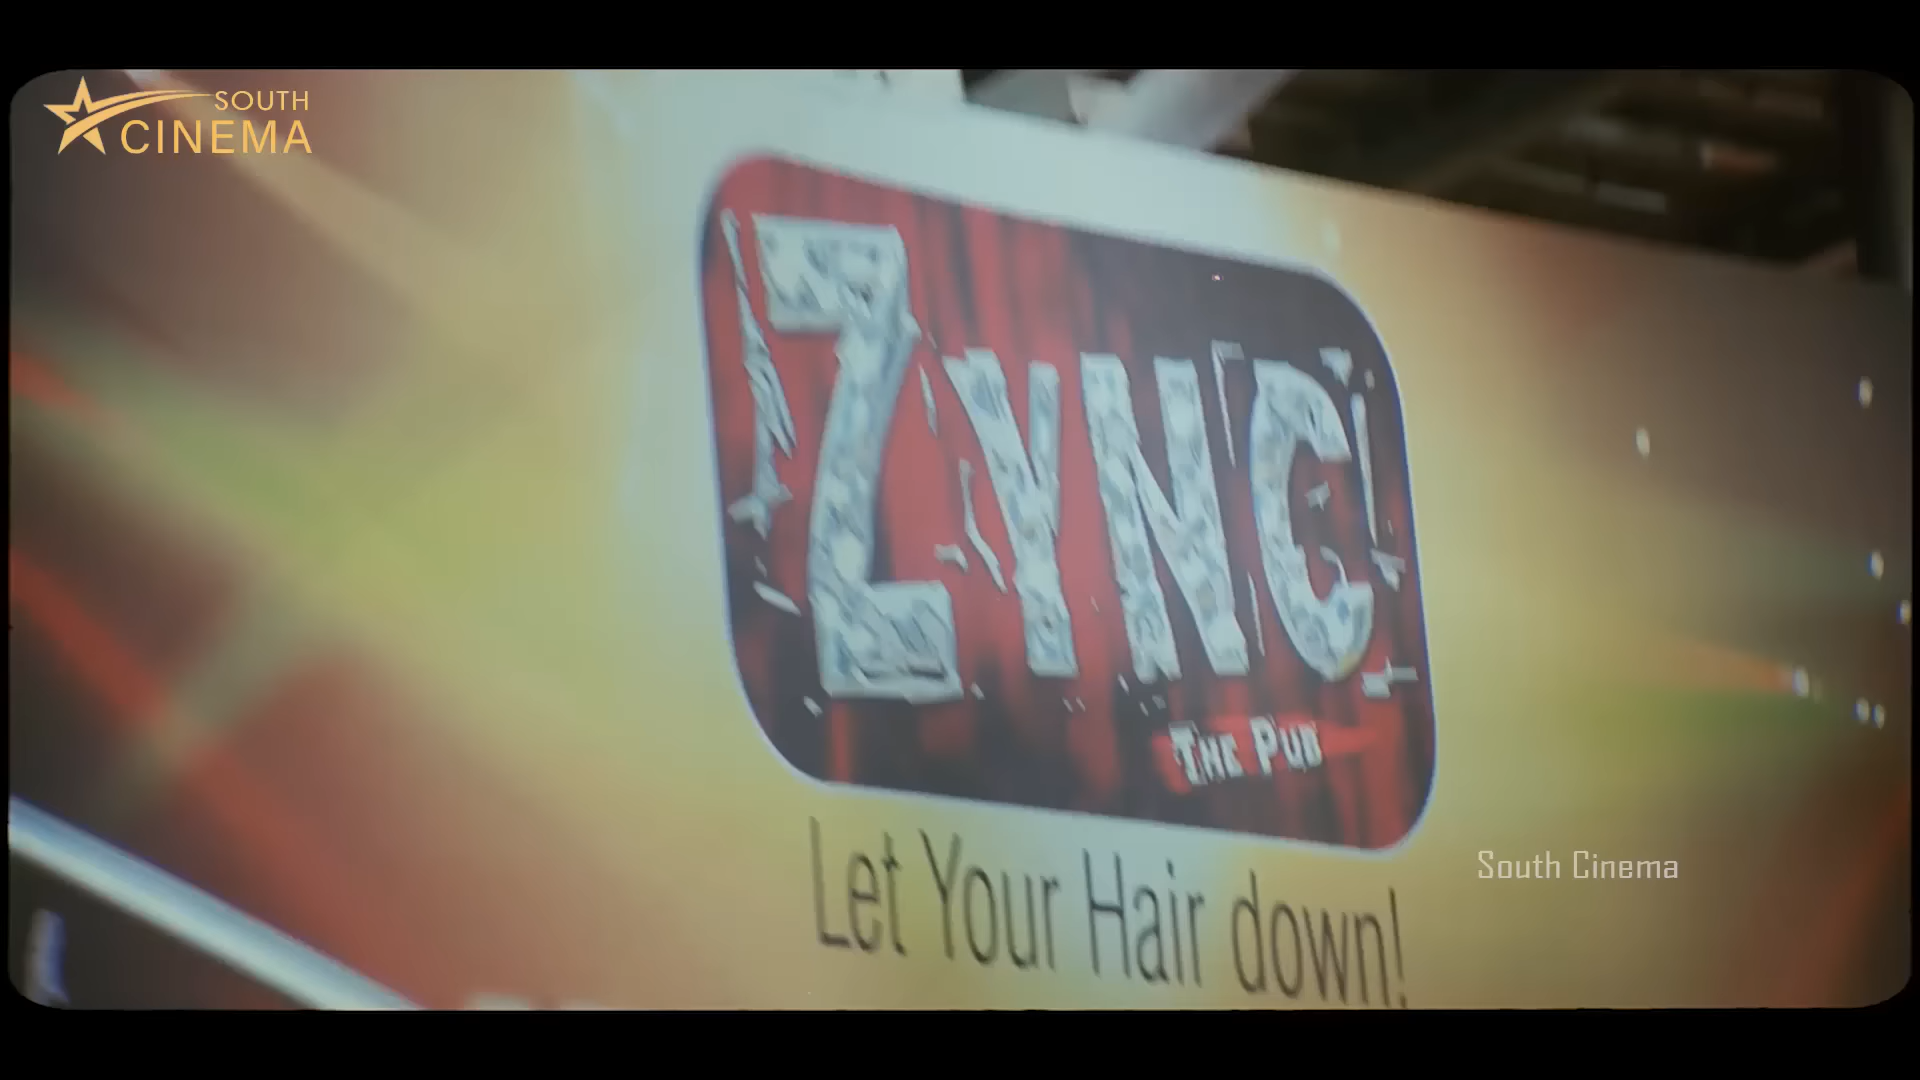 SOUTH
CINEMA
ZYNC
THE PUB
Let Your Hair down!
South Cinema